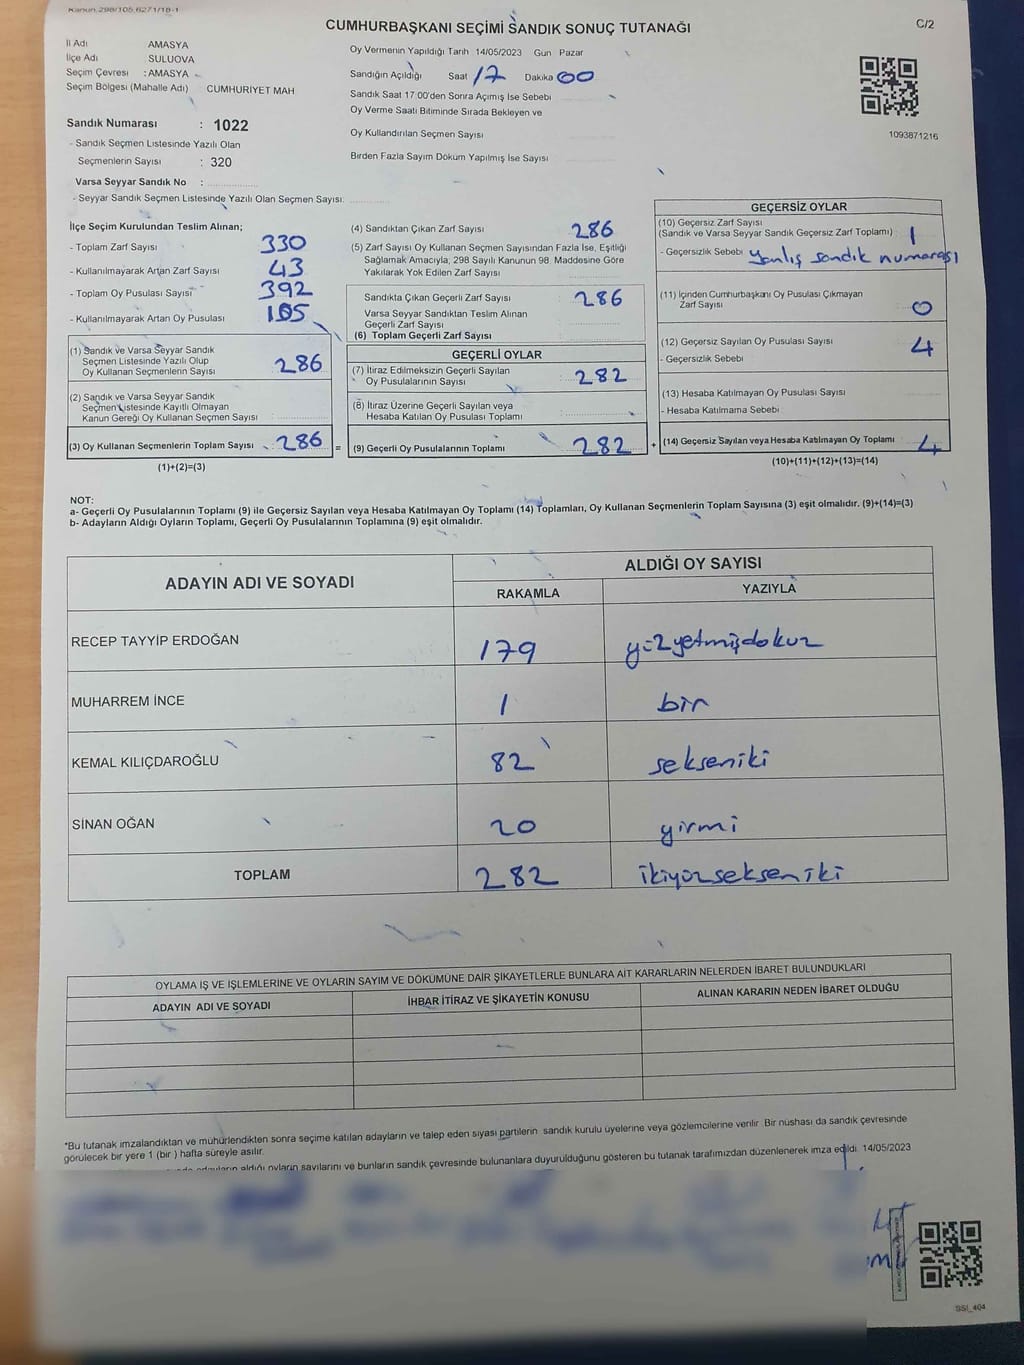 Kanun.298/105,6271/18-1
CUMHURBAŞKANI SEÇİMİ SANDIK SONUÇ TUTANAĞI
C/2
İl Adı AMASYA
İlçe Adı SULUOVA
Seçim Çevresi : AMASYA
Seçim Bölgesi (Mahalle Adı) CUMHURİYET MAH
Sandık Numarası : 1022
- Sandık Seçmen Listesinde Yazılı Olan
Seçmenlerin Sayısı : 320
Varsa Seyyar Sandık No :
- Seyyar Sandık Seçmen Listesinde Yazılı Olan Seçmen Sayısı:
Oy Vermenin Yapıldığı Tarih 14/05/2023 Gün Pazar
Sandığın Açıldığı Saat 17 Dakika 00
Sandık Saat 17:00'den Sonra Açımış İse Sebebi
Oy Verme Saati Bitiminde Sırada Bekleyen ve
Oy Kullandırılan Seçmen Sayısı
Birden Fazla Sayım Döküm Yapılmış İse Sayısı
1093871216
İlçe Seçim Kurulundan Teslim Alınan;
- Toplam Zarf Sayısı 330
- Kullanılmayarak Artan Zarf Sayısı 43
- Toplam Oy Pusulası Sayısı 392
- Kullanılmayarak Artan Oy Pusulası 105
(1) Sandık ve Varsa Seyyar Sandık
Seçmen Listesinde Yazılı Olup
Oy Kullanan Seçmenlerin Sayısı 286
(2) Sandık ve Varsa Seyyar Sandık
Seçmen Listesinde Kayıtlı Olmayan
Kanun Gereği Oy Kullanan Seçmen Sayısı
(3) Oy Kullanan Seçmenlerin Toplam Sayısı 286 =
(1)+(2)=(3)
(4) Sandıktan Çıkan Zarf Sayısı 286
(5) Zarf Sayısı Oy Kullanan Seçmen Sayısından Fazla İse, Eşitliği
Sağlamak Amacıyla, 298 Sayılı Kanunun 98. Maddesine Göre
Yakılarak Yok Edilen Zarf Sayısı
Sandıkta Çıkan Geçerli Zarf Sayısı 286
Varsa Seyyar Sandıktan Teslim Alınan
Geçerli Zarf Sayısı
(6) Toplam Geçerli Zarf Sayısı
GEÇERLİ OYLAR
(7) İtiraz Edilmeksizin Geçerli Sayılan
Oy Pusulalarının Sayısı 282
(8) İtiraz Üzerine Geçerli Sayılan veya
Hesaba Katılan Oy Pusulası Toplamı
(9) Geçerli Oy Pusulalarının Toplamı 282 +
GEÇERSİZ OYLAR
(10) Geçersiz Zarf Sayısı
(Sandık ve Varsa Seyyar Sandık Geçersiz Zarf Toplamı) : 1
- Geçersizlik Sebebi yanlış sandık numarası
(11) İçinden Cumhurbaşkanı Oy Pusulası Çıkmayan
Zarf Sayısı 0
(12) Geçersiz Sayılan Oy Pusulası Sayısı 4
- Geçersizlik Sebebi
(13) Hesaba Katılmayan Oy Pusulası Sayısı
- Hesaba Katılmama Sebebi
(14) Geçersiz Sayılan veya Hesaba Katılmayan Oy Toplamı 4
(10)+(11)+(12)+(13)=(14)
NOT:
a- Geçerli Oy Pusulalarının Toplamı (9) ile Geçersiz Sayılan veya Hesaba Katılmayan Oy Toplamı (14) Toplamları, Oy Kullanan Seçmenlerin Toplam Sayısına (3) eşit olmalıdır. (9)+(14)=(3)
b- Adayların Aldığı Oyların Toplamı, Geçerli Oy Pusulalarının Toplamına (9) eşit olmalıdır.
ADAYIN ADI VE SOYADI
ALDIĞI OY SAYISI
RAKAMLA YAZIYLA
RECEP TAYYİP ERDOĞAN 179 yüzyetmişdokuz
MUHARREM İNCE 1 bir
KEMAL KILIÇDAROĞLU 82 sekseniki
SİNAN OĞAN 20 yirmi
TOPLAM 282 ikiyüzsekseniki
OYLAMA İŞ VE İŞLEMLERİNE VE OYLARIN SAYIM VE DÖKÜMÜNE DAİR ŞİKAYETLERLE BUNLARA AİT KARARLARIN NELERDEN İBARET BULUNDUKLARI
ADAYIN ADI VE SOYADI İHBAR İTİRAZ VE ŞİKAYETİN KONUSU ALINAN KARARIN NEDEN İBARET OLDUĞU
*Bu tutanak imzalandıktan ve mühürlendikten sonra seçime katılan adayların ve talep eden siyasi partilerin sandık kurulu üyelerine veya gözlemcilerine verilir. Bir nüshası da sandık çevresinde
görülecek bir yere 1 (bir ) hafta süreyle asılır.
adayların aldığı oyların sayılarını ve bunların sandık çevresinde bulunanlara duyurulduğunu gösteren bu tutanak tarafımızdan düzenlenerek imza edildi. 14/05/2023
SSI_404